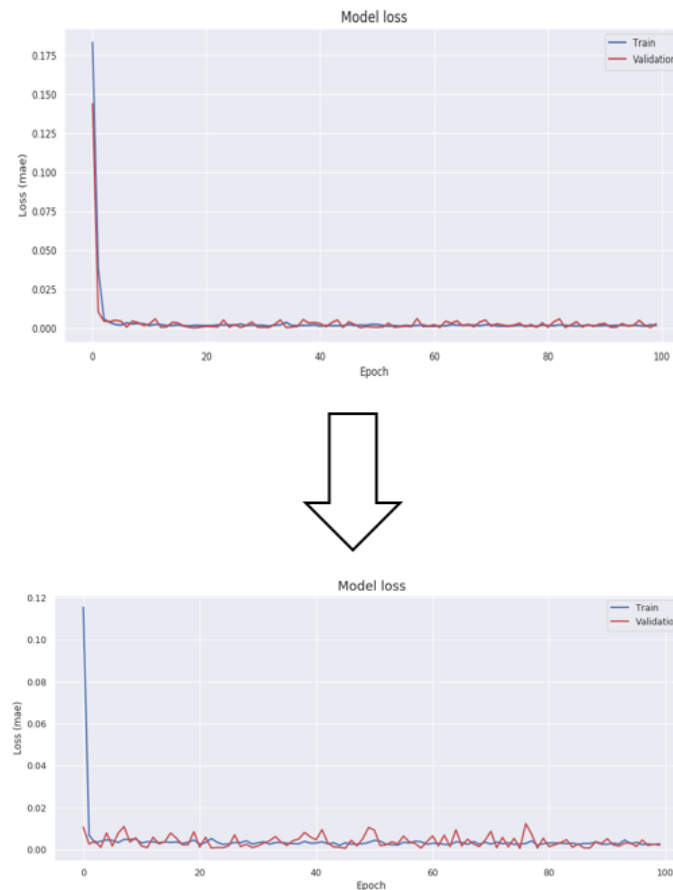 Model loss
Train
Validation
0.175
0.150
0.125
0.100
0.075
0.050
0.025
0.000
Loss (mae)
0 20 40 60 80 100
Epoch
Model loss
Train
Validatio
0.12
0.10
0.08
0.06
0.04
0.02
0.00
Loss (mae)
0 20 40 60 80 100
Epoch